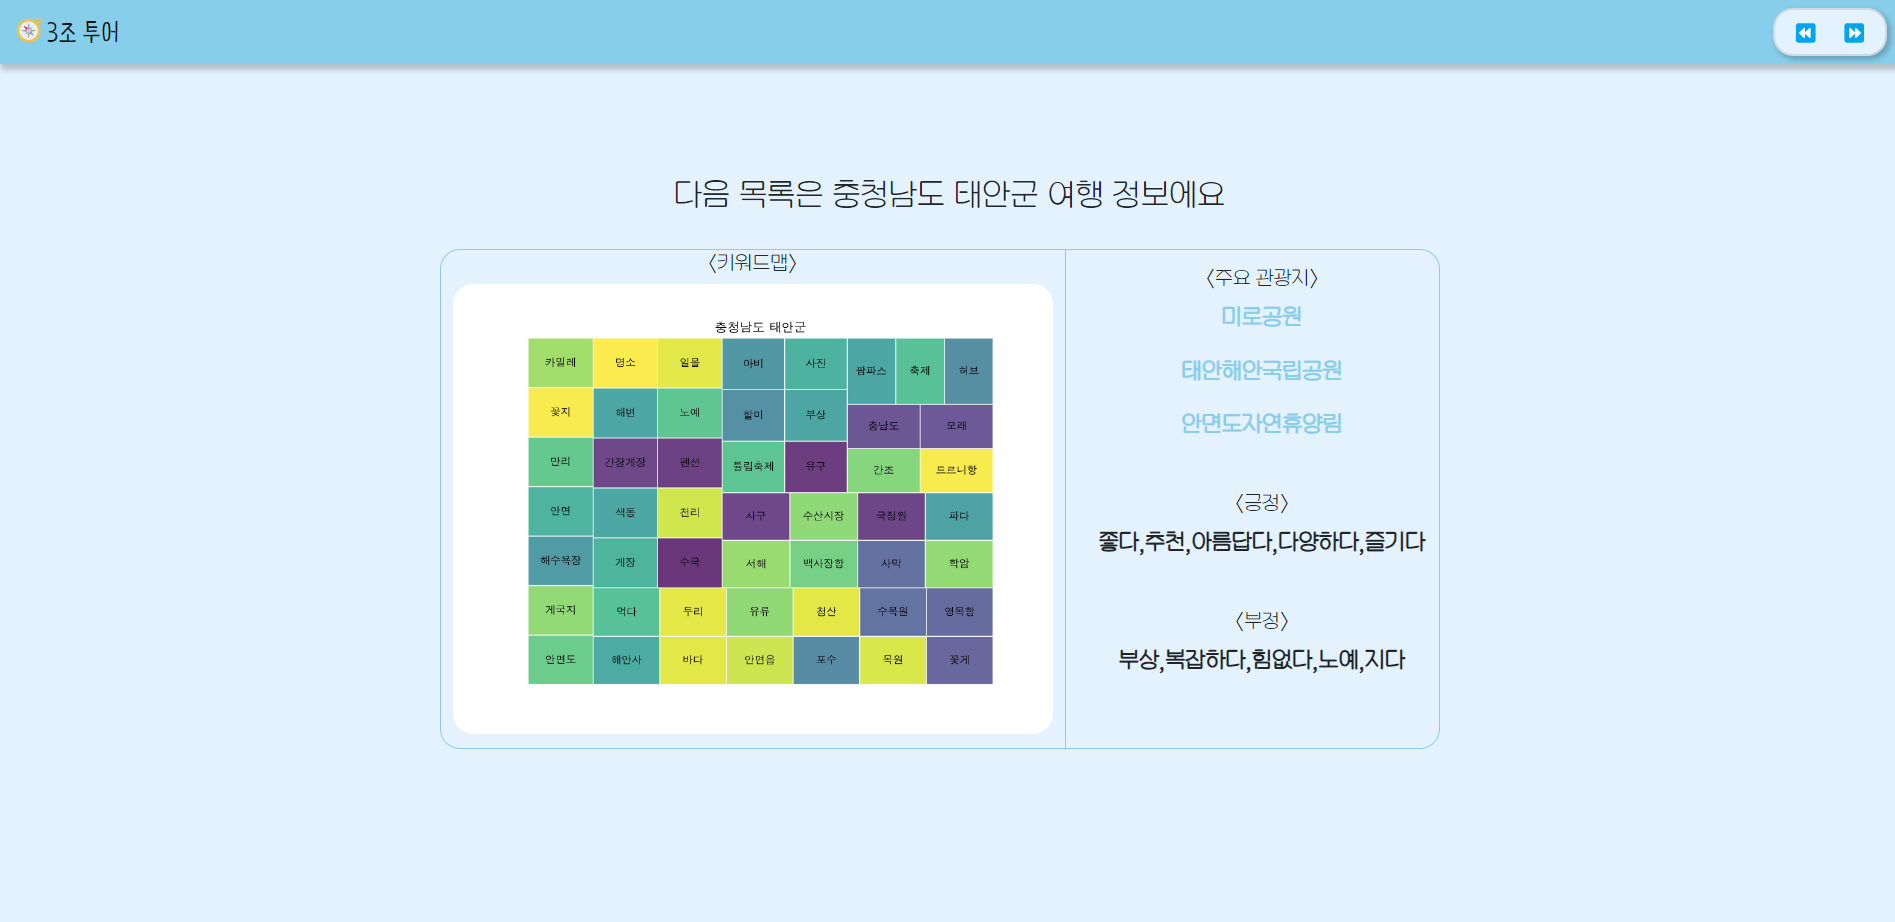 3조 투어
다음 목록은 충청남도 태안군 여행 정보에요
<키워드맵>
충청남도 태안군
카밀레 명소 일몰 아비 사진 팜파스 축제 허브
꽃지 해변 노예 할미 부상 충남도 모래
만리 간장게장 펜션 튤립축제 유구 간조 드르니항
안면 색동 천리 사구 수산시장 국정원 파다
해수욕장 게장 수국 서해 백사장항 사막 학암
게국지 먹다 두리 유류 청산 수목원 영목항
안면도 해안사 바다 안면읍 포수 목원 꽃게
<주요 관광지>
미로공원
태안해안국립공원
안면도자연휴양림
<긍정>
좋다,추천,아름답다,다양하다,즐기다
<부정>
부상,복잡하다,힘없다,노예,지다